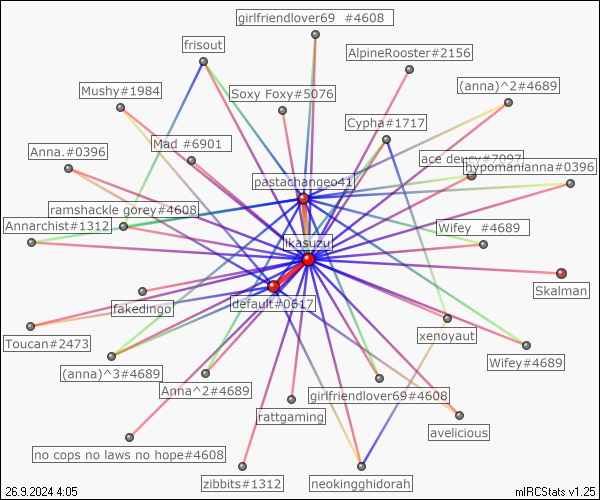 girlfriendlover69 #4608
frisout
AlpineRooster#2156
Mushy#1984
Soxy Foxy#5076
(anna)^2#4689
Cypha#1717
Mad #6901
Anna.#0396
ace deucy#7097
hypomanianna#0396
pastachangeo41
ramshackle gorey#4608
Annarchist#1312
Wifey #4689
ikasuzu
Skalman
default#0617
fakedingo
xenoyaut
Toucan#2473
Wifey#4689
(anna)^3#4689
Anna^2#4689
girlfriendlover69#4608
rattgaming
avelicious
no cops no laws no hope#4608
zibbits#1312
neokingghidorah
26.9.2024 4:05
mIRCStats v1.25